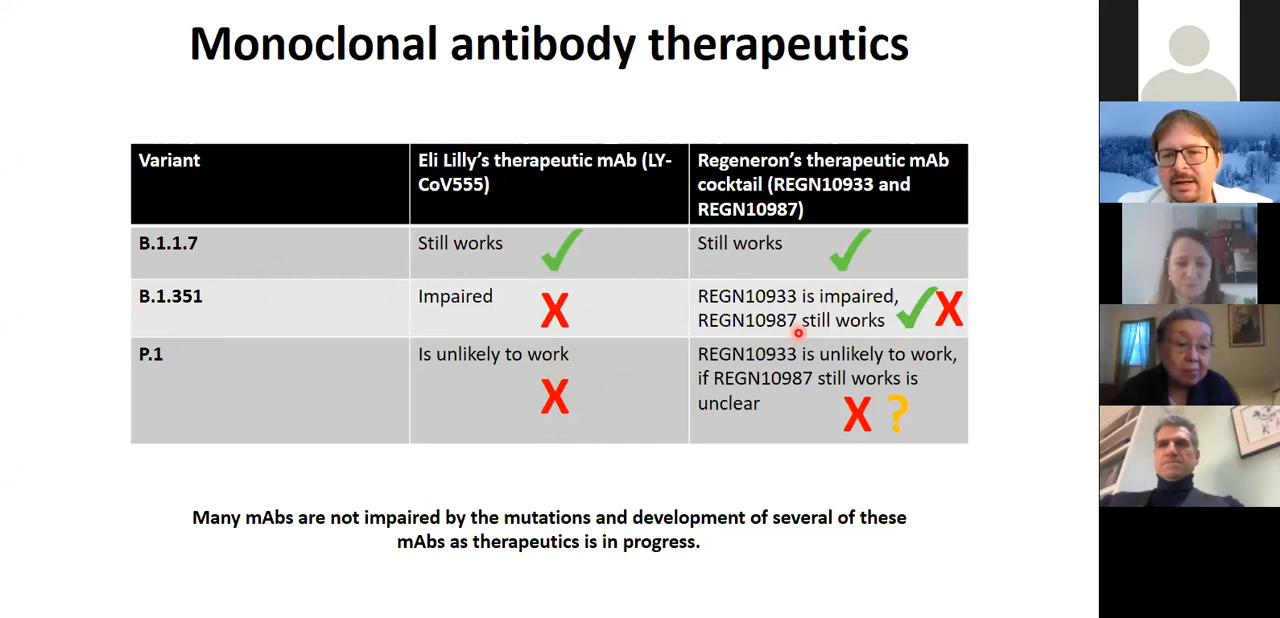 Monoclonal antibody therapeutics
Variant
Eli Lilly's therapeutic mAb (LY-
CoV555)
Regeneron's therapeutic mAb
cocktail (REGN10933 and
REGN10987)
B.1.1.7
Still works
Still works
B.1.351
Impaired
X
REGN10933 is impaired,
REGN10987 still works
X
P.1
Is unlikely to work
X
REGN10933 is unlikely to work,
if REGN10987 still works is
unclear
X ?
Many mAbs are not impaired by the mutations and development of several of these
mAbs as therapeutics is in progress.